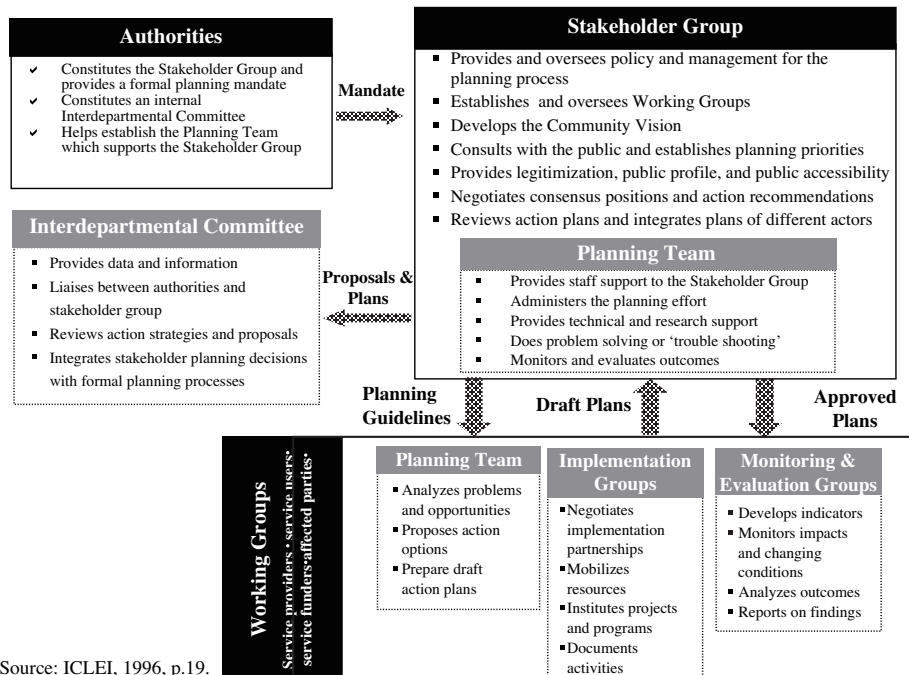 Authorities
✔ Constitutes the Stakeholder Group and
provides a formal planning mandate
✔ Constitutes an internal
Interdepartmental Committee
✔ Helps establish the Planning Team
which supports the Stakeholder Group
Mandate
Stakeholder Group
▪ Provides and oversees policy and management for the
planning process
▪ Establishes and oversees Working Groups
▪ Develops the Community Vision
▪ Consults with the public and establishes planning priorities
▪ Provides legitimization, public profile, and public accessibility
▪ Negotiates consensus positions and action recommendations
▪ Reviews action plans and integrates plans of different actors
Interdepartmental Committee
▪ Provides data and information
▪ Liaises between authorities and
stakeholder group
▪ Reviews action strategies and proposals
▪ Integrates stakeholder planning decisions
with formal planning processes
Proposals &
Plans
Planning Team
▪ Provides staff support to the Stakeholder Group
▪ Administers the planning effort
▪ Provides technical and research support
▪ Does problem solving or ‘trouble shooting’
▪ Monitors and evaluates outcomes
Planning
Guidelines
Draft Plans
Approved
Plans
Working Groups
Service providers • service users•
service funders•affected parties•
Planning Team
▪ Analyzes problems
and opportunities
▪ Proposes action
options
▪ Prepare draft
action plans
Implementation
Groups
▪Negotiates
implementation
partnerships
▪Mobilizes
resources
▪Institutes projects
and programs
▪Documents
activities
Monitoring &
Evaluation Groups
▪ Develops indicators
▪ Monitors impacts
and changing
conditions
▪ Analyzes outcomes
▪ Reports on findings
Source: ICLEI, 1996, p.19.